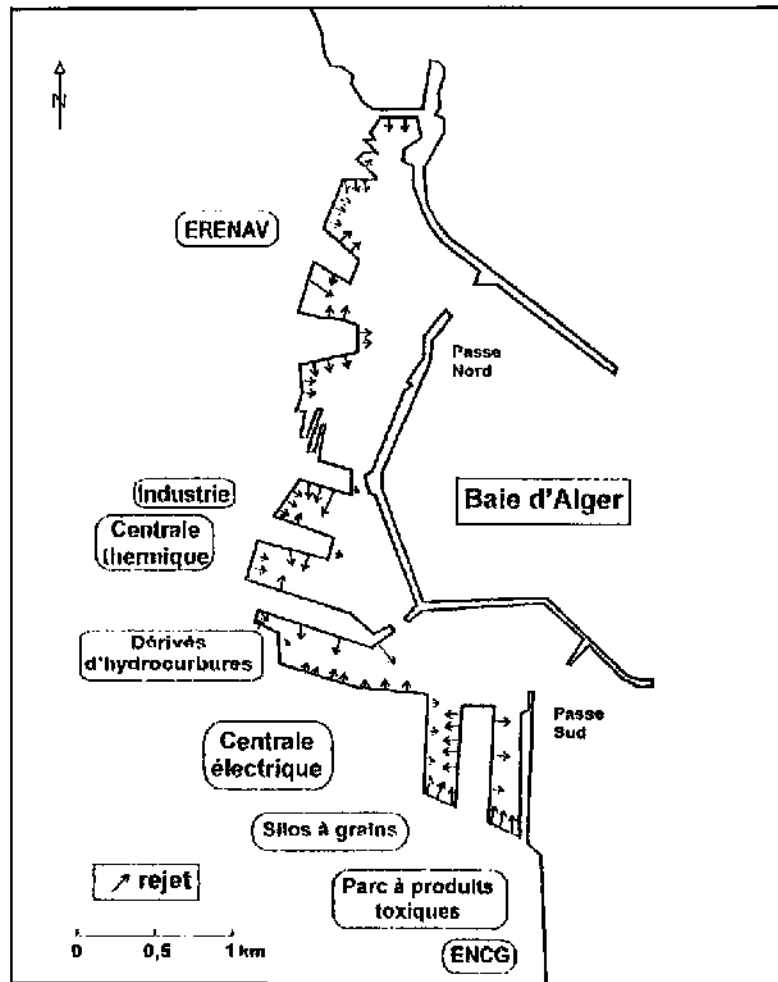 N
ERENAV
Passe
Nord
Industrie
Baie d'Alger
Centrale
thermique
Dérivés
d'hydrocurbures
Passe
Sud
Centrale
électrique
Silos à grains
rejet
Parc à produits
toxiques
0 0,5 1 km
ENCG